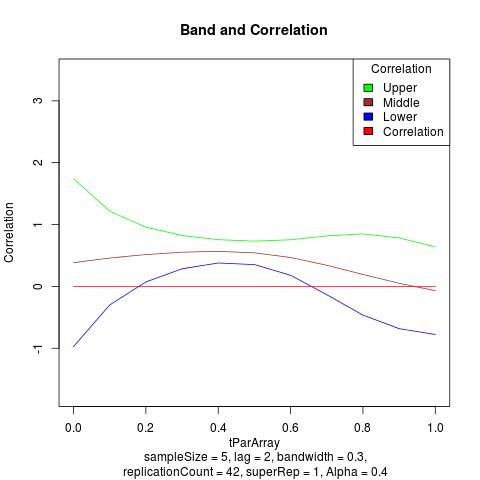 Band and Correlation
Correlation
Upper
Middle
Lower
Correlation
Correlation
3
2
1
0
-1
0.0 0.2 0.4 0.6 0.8 1.0
tParArray
sampleSize = 5, lag = 2, bandwidth = 0.3,
replicationCount = 42, superRep = 1, Alpha = 0.4